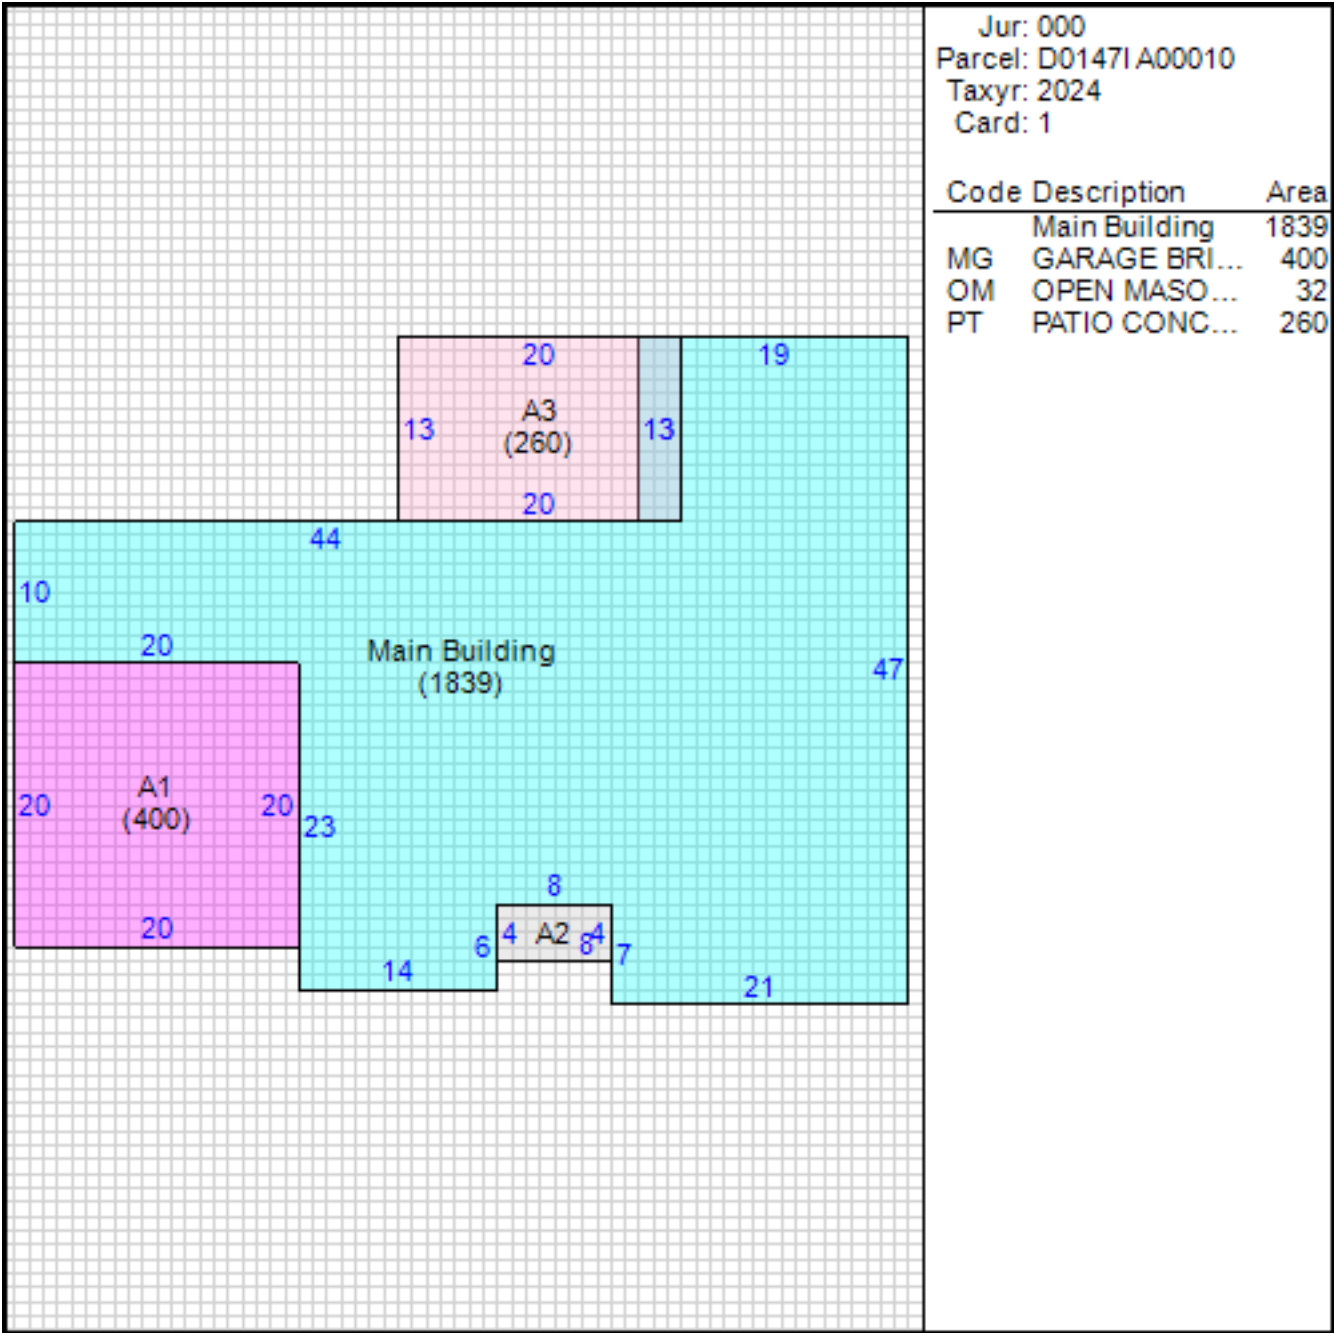 Jur: 000
Parcel: D0147I A00010
Taxyr: 2024
Card: 1
Code Description Area
Main Building 1839
MG GARAGE BRI... 400
OM OPEN MASO... 32
PT PATIO CONC... 260
20
19
A3
(260)
13
13
20
44
10
20
Main Building
(1839)
47
A1
(400)
20
20
23
8
20
4
A2
8
4
6
7
14
21